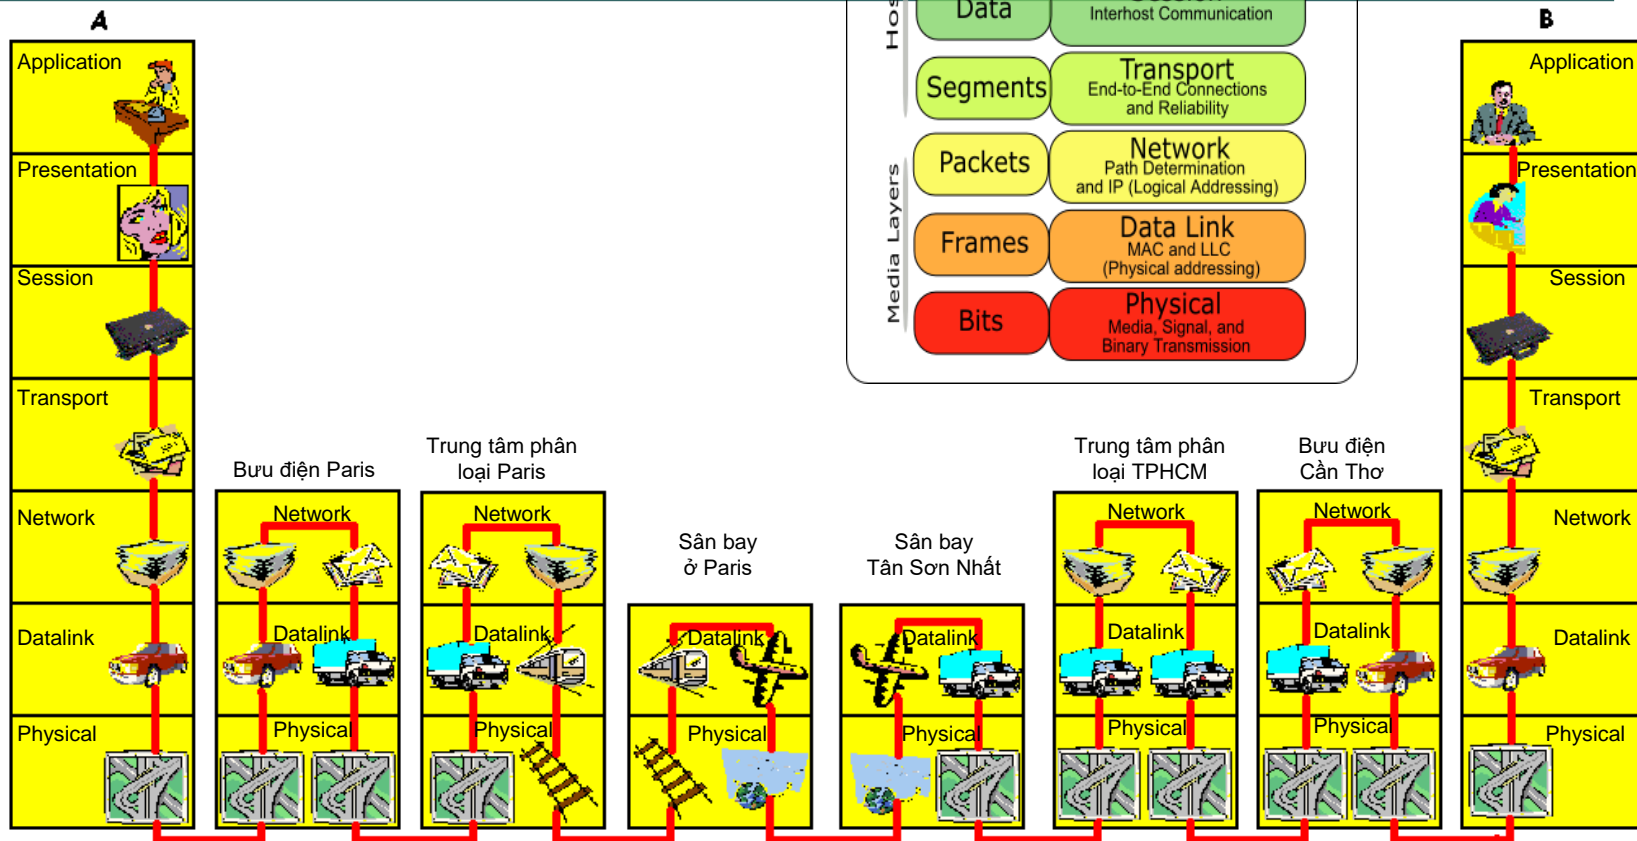 A
Application
Presentation
Session
Transport
Network
Datalink
Physical
Bưu điện Paris
Network
Datalink
Physical
Trung tâm phân
loại Paris
Network
Datalink
Physical
Sân bay
ở Paris
Datalink
Physical
Sân bay
Tân Sơn Nhất
Datalink
Physical
Trung tâm phân
loại TPHCM
Network
Datalink
Physical
Bưu điện
Cần Thơ
Network
Datalink
Physical
B
Application
Presentation
Session
Transport
Network
Datalink
Physical
Data
Interhost Communication
Segments
Transport
End-to-End Connections
and Reliability
Media Layers
Packets
Network
Path Determination
and IP (Logical Addressing)
Frames
Data Link
MAC and LLC
(Physical addressing)
Bits
Physical
Media, Signal, and
Binary Transmission